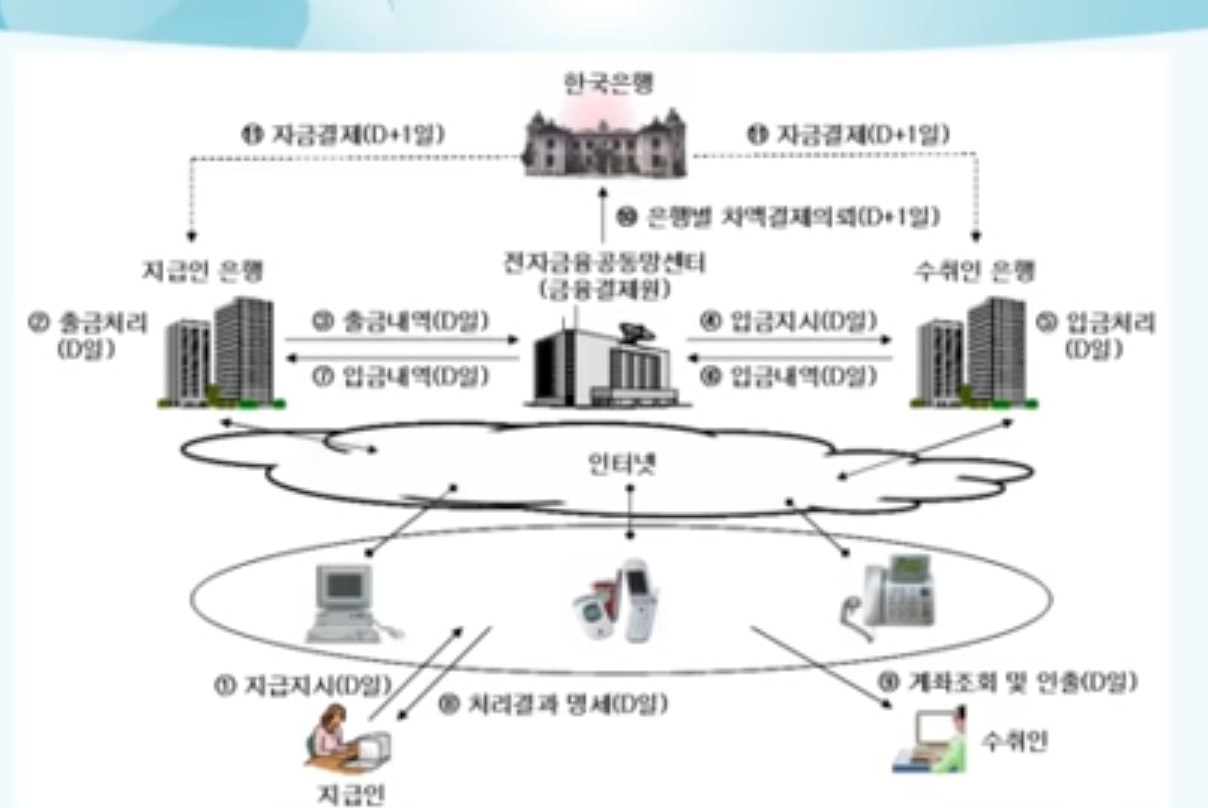 한국은행
⑪ 자금결제(D+1일)
⑪ 자금결제(D+1일)
⑩ 은행별 차액결제의뢰(D+1일)
지급인 은행
전자금융공동망센터
(금융결제원)
수취인 은행
② 출금처리
(D일)
③ 출금내역(D일)
④ 입금지시(D일)
⑤ 입금처리
(D일)
⑦ 입금내역(D일)
⑥ 입금내역(D일)
인터넷
① 지급지시(D일)
⑧ 처리결과 명세(D일)
⑨ 계좌조회 및 인출(D일)
수취인
지급인